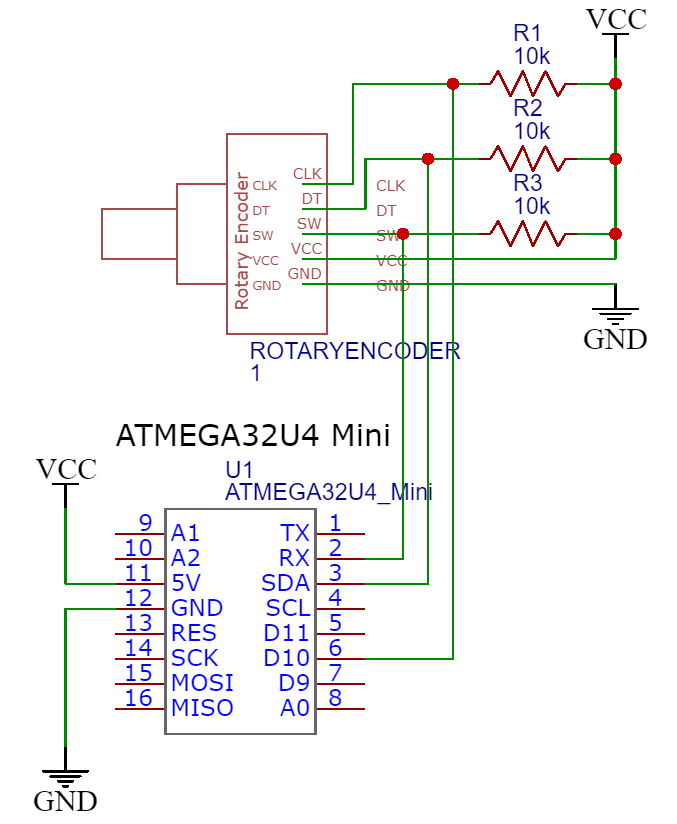 VCC
R1
10k
R2
10k
R3
10k
Rotary Encoder
CLK CLK CLK
DT DT DT
SW SW SW
VCC VCC VCC
GND GND GND
GND
ROTARYENCODER
1
ATMEGA32U4 Mini
VCC
U1
ATMEGA32U4_Mini
9 A1 TX 1
10 A2 RX 2
11 5V SDA 3
12 GND SCL 4
13 RES D11 5
14 SCK D10 6
15 MOSI D9 7
16 MISO A0 8
GND